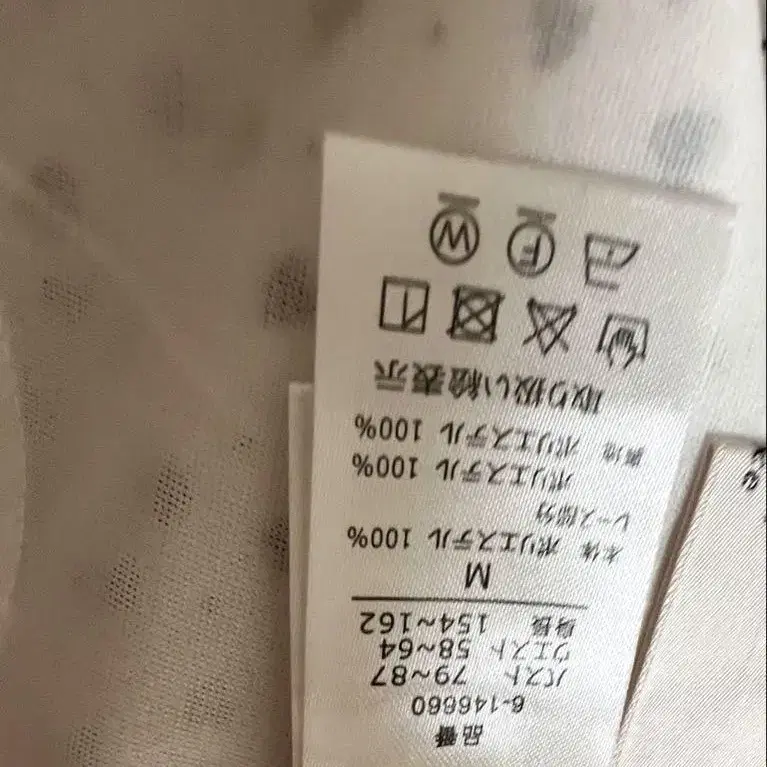 品番
6-146660
バスト 79~87
ウエスト 58~64
身長 154~162
M
本体 ポリエステル 100%
レース部分
ポリエステル 100%
裏地 ポリエステル 100%
取り扱い絵表示
F W